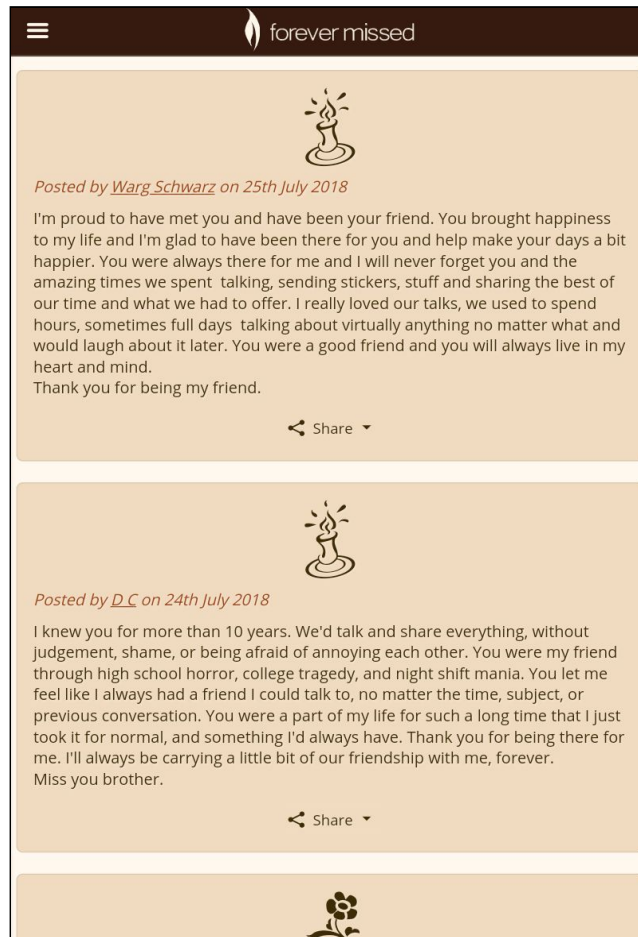 forever missed
Posted by Warg Schwarz on 25th July 2018
I'm proud to have met you and have been your friend. You brought happiness
to my life and I'm glad to have been there for you and help make your days a bit
happier. You were always there for me and I will never forget you and the
amazing times we spent  talking, sending stickers, stuff and sharing the best of
our time and what we had to offer. I really loved our talks, we used to spend
hours, sometimes full days  talking about virtually anything no matter what and
would laugh about it later. You were a good friend and you will always live in my
heart and mind.
Thank you for being my friend.
Share
Posted by D C on 24th July 2018
I knew you for more than 10 years. We'd talk and share everything, without
judgement, shame, or being afraid of annoying each other. You were my friend
through high school horror, college tragedy, and night shift mania. You let me
feel like I always had a friend I could talk to, no matter the time, subject, or
previous conversation. You were a part of my life for such a long time that I just
took it for normal, and something I'd always have. Thank you for being there for
me. I'll always be carrying a little bit of our friendship with me, forever.
Miss you brother.
Share